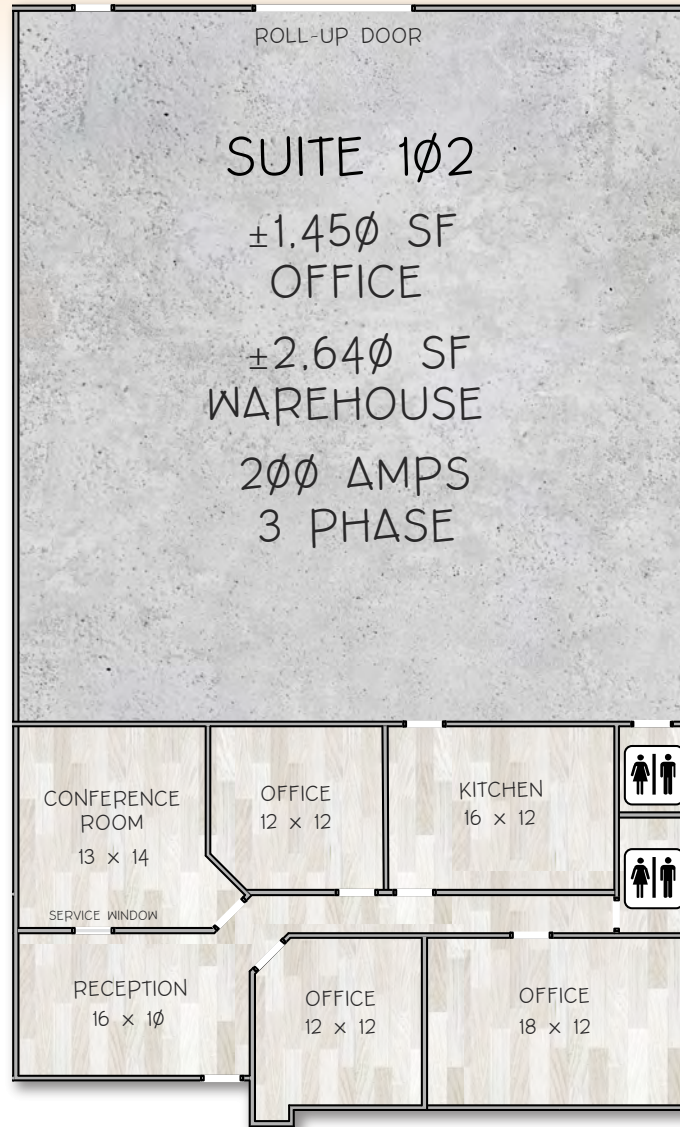 ROLL-UP DOOR
SUITE 102
±1,450 SF
OFFICE
±2,640 SF
WAREHOUSE
200 AMPS
3 PHASE
CONFERENCE
ROOM
13 x 14
OFFICE
12 x 12
KITCHEN
16 x 12
SERVICE WINDOW
RECEPTION
16 x 10
OFFICE
12 x 12
OFFICE
18 x 12